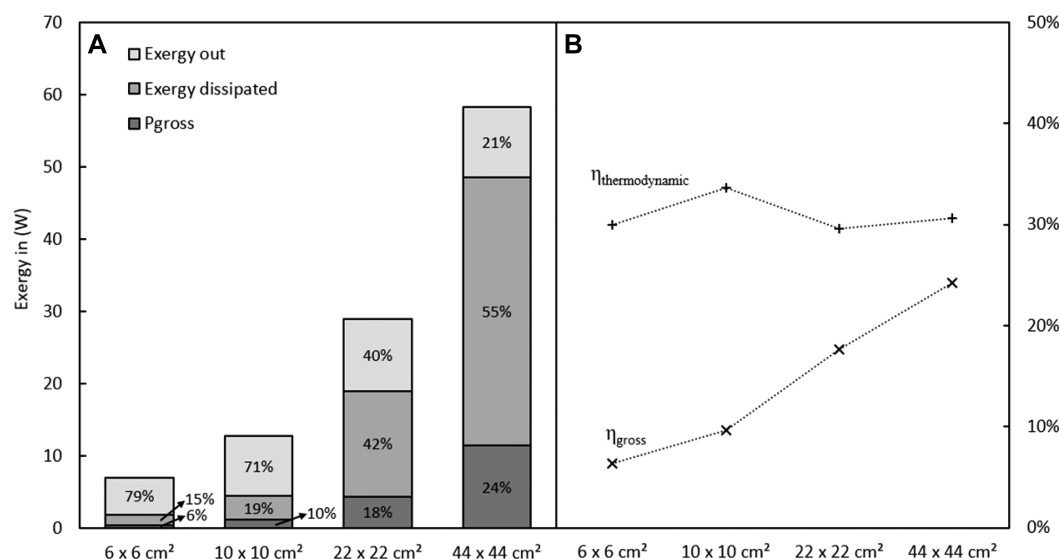 A
B
Exergy out
Exergy dissipated
Pgross
Exergy in (W)
70
60
50
40
30
20
10
0
79%
15%
6%
71%
19%
10%
40%
42%
18%
21%
55%
24%
6 x 6 cm²
10 x 10 cm²
22 x 22 cm²
44 x 44 cm²
ηthermodynamic
ηgross
50%
40%
30%
20%
10%
0%
6 x 6 cm²
10 x 10 cm²
22 x 22 cm²
44 x 44 cm²